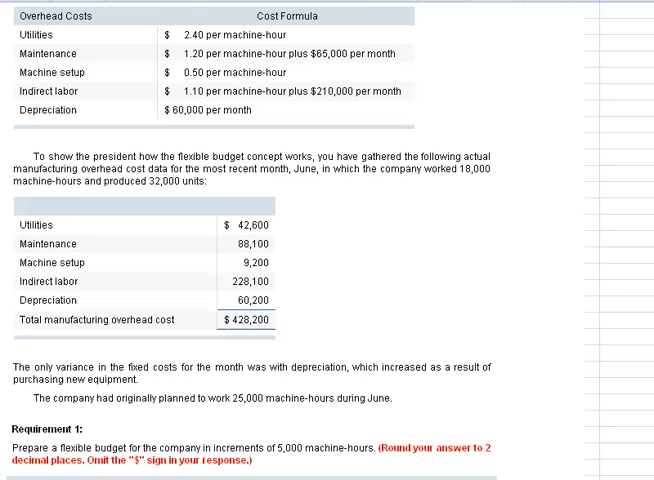 Overhead Costs Cost Formula
Utilities $ 2.40 per machine-hour
Maintenance $ 1.20 per machine-hour plus $65,000 per month
Machine setup $ 0.50 per machine-hour
Indirect labor $ 1.10 per machine-hour plus $210,000 per month
Depreciation $ 60,000 per month
To show the president how the flexible budget concept works, you have gathered the following actual
manufacturing overhead cost data for the most recent month, June, in which the company worked 18,000
machine-hours and produced 32,000 units:
Utilities $ 42,600
Maintenance 88,100
Machine setup 9,200
Indirect labor 228,100
Depreciation 60,200
Total manufacturing overhead cost $ 428,200
The only variance in the fixed costs for the month was with depreciation, which increased as a result of
purchasing new equipment.
The company had originally planned to work 25,000 machine-hours during June.
Requirement 1:
Prepare a flexible budget for the company in increments of 5,000 machine-hours. (Round your answer to 2
decimal places. Omit the "$" sign in your response.)